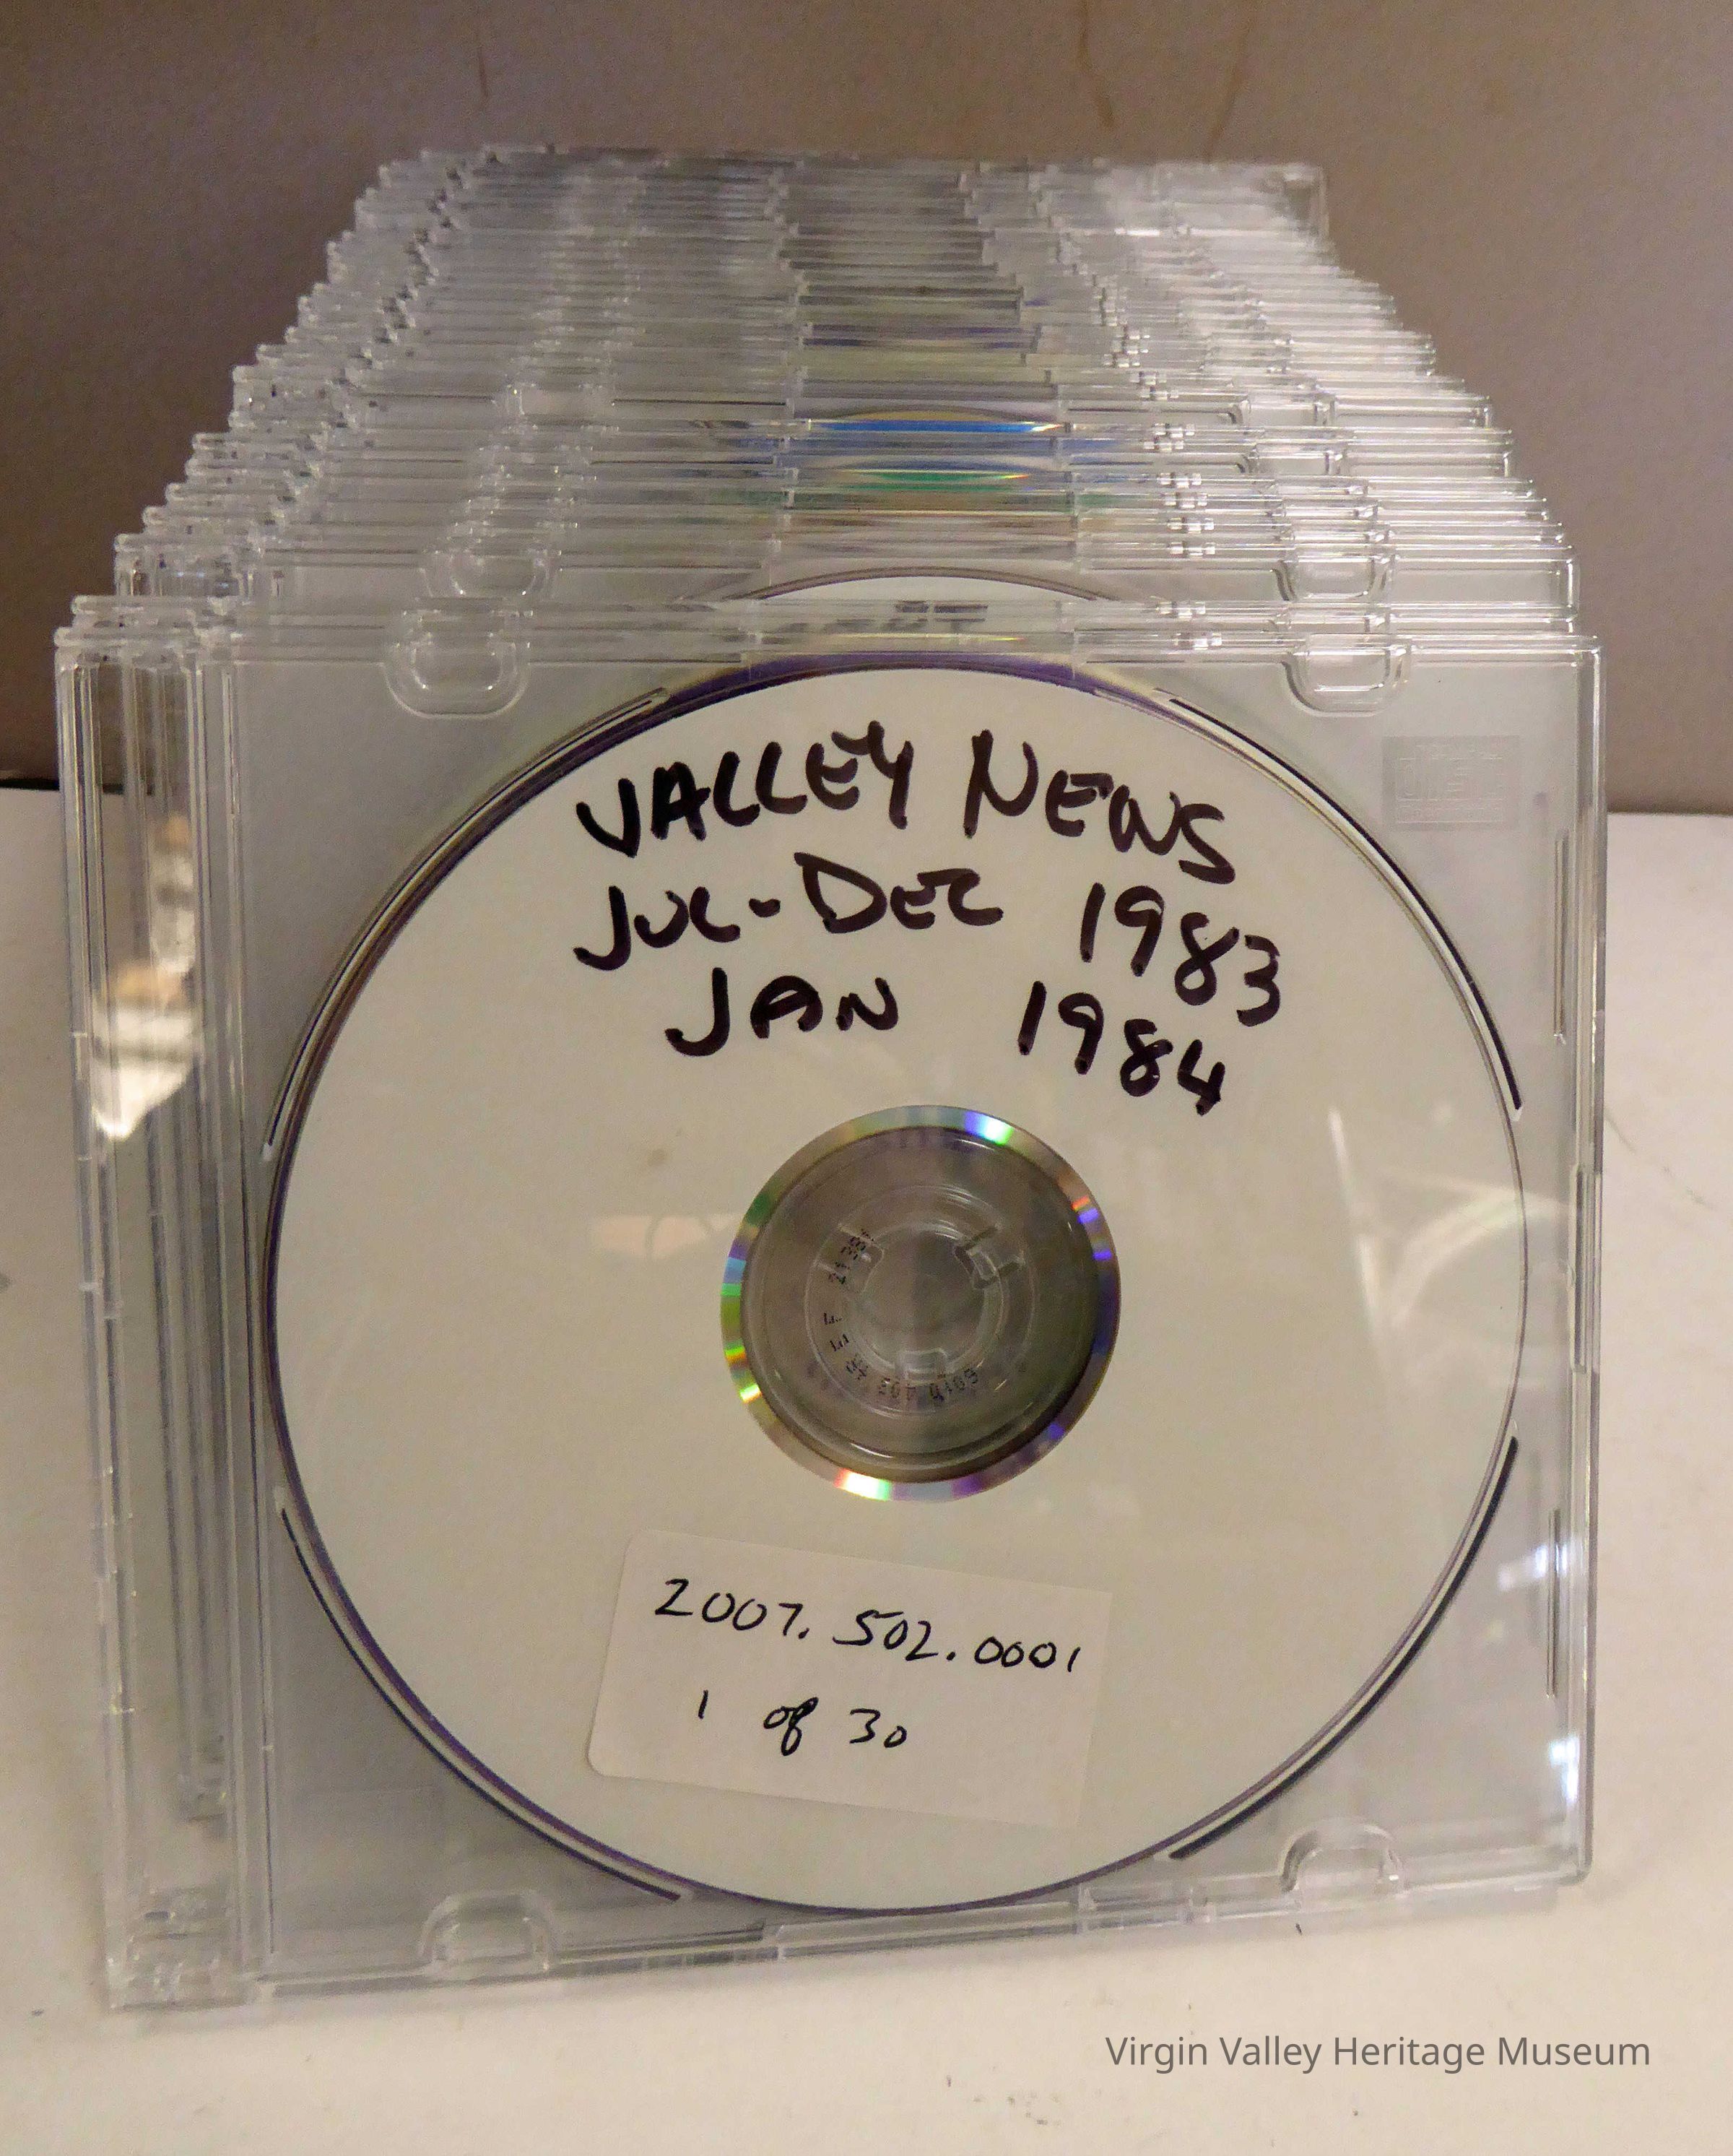 VALLEY NEWS
JUL-DEC 1983
JAN 1984
2007.502.0001
1 of 30
Virgin Valley Heritage Museum